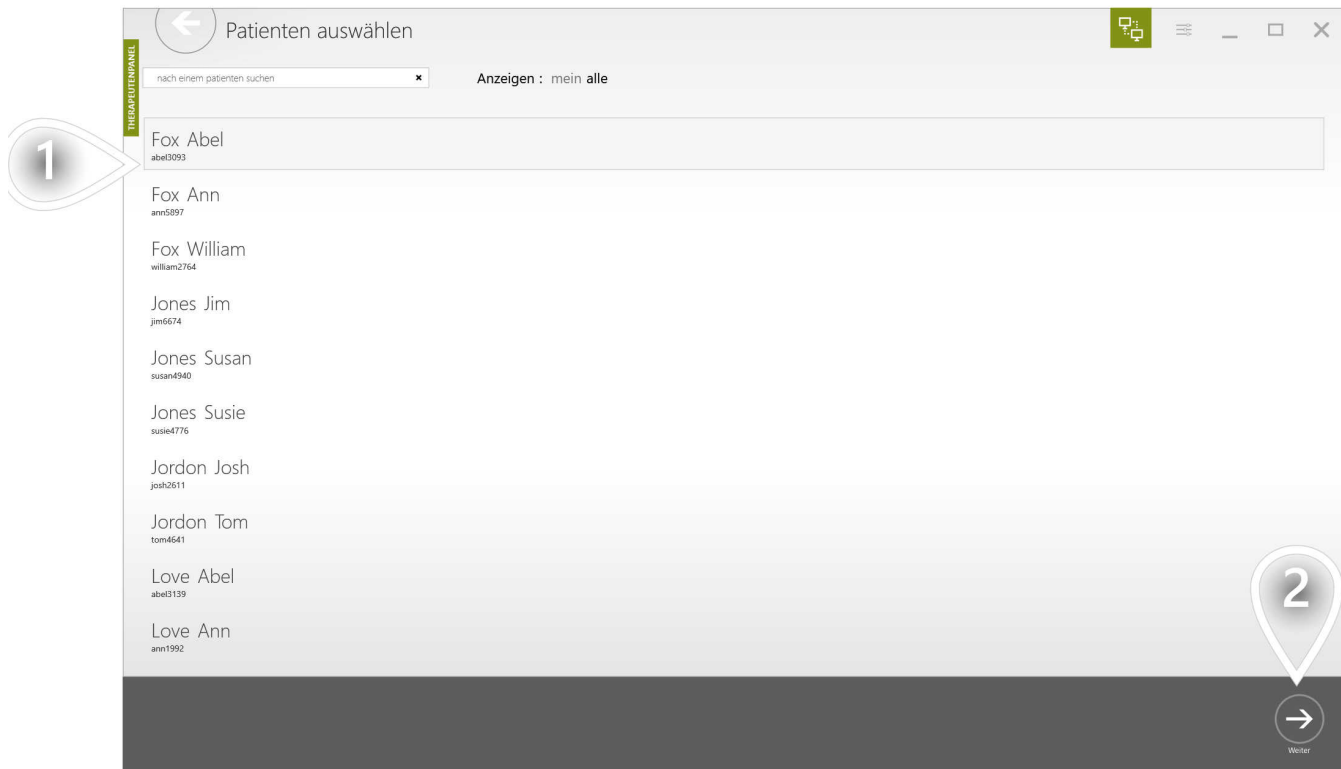 Patienten auswählen
THERAPEUTENPANEL
nach einem patienten suchen
Anzeigen : mein alle
1
Fox Abel
abel3093
Fox Ann
ann5897
Fox William
william2764
Jones Jim
jim6674
Jones Susan
susan4940
Jones Susie
susie4776
Jordon Josh
josh2611
Jordon Tom
tom4641
Love Abel
abel3139
2
Love Ann
ann1992
Weiter